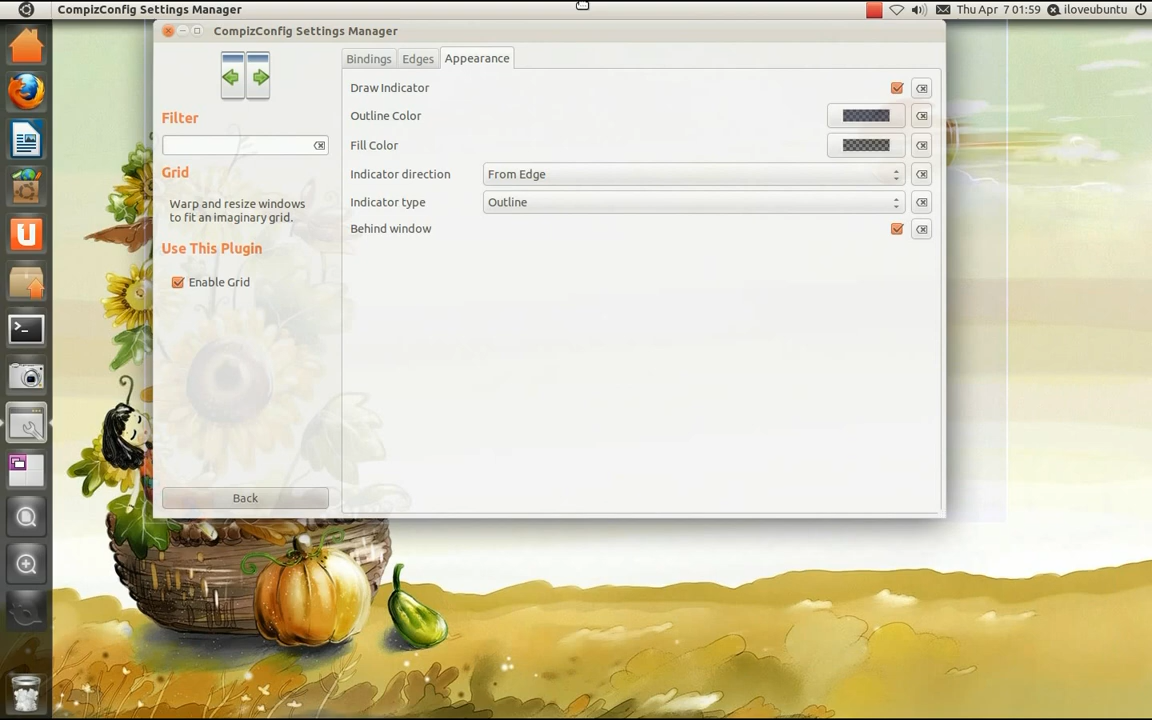 CompizConfig Settings Manager
Thu Apr 7 01:59
iloveubuntu
CompizConfig Settings Manager
Bindings
Edges
Appearance
Filter
Grid
Warp and resize windows
to fit an imaginary grid.
Use This Plugin
Enable Grid
Back
Draw Indicator
Outline Color
Fill Color
Indicator direction
From Edge
Indicator type
Outline
Behind window